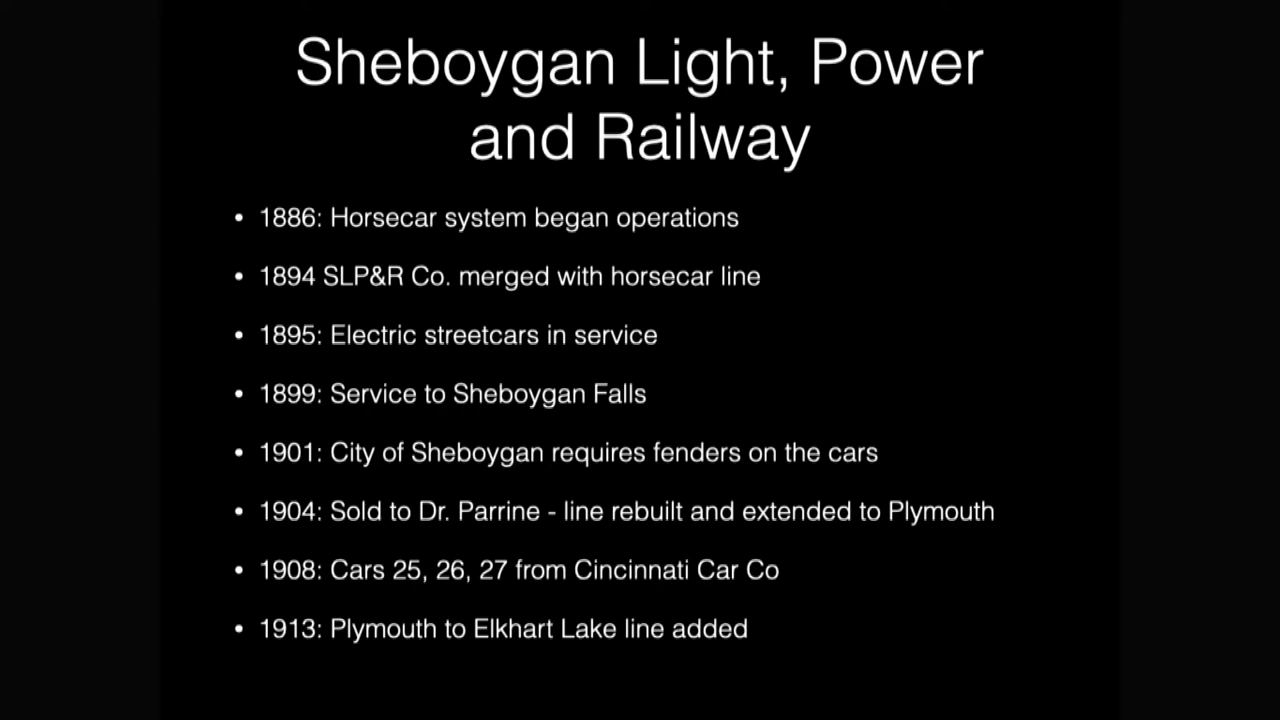 Sheboygan Light, Power
and Railway
• 1886: Horsecar system began operations
• 1894 SLP&R Co. merged with horsecar line
• 1895: Electric streetcars in service
• 1899: Service to Sheboygan Falls
• 1901: City of Sheboygan requires fenders on the cars
• 1904: Sold to Dr. Parrine - line rebuilt and extended to Plymouth
• 1908: Cars 25, 26, 27 from Cincinnati Car Co
• 1913: Plymouth to Elkhart Lake line added